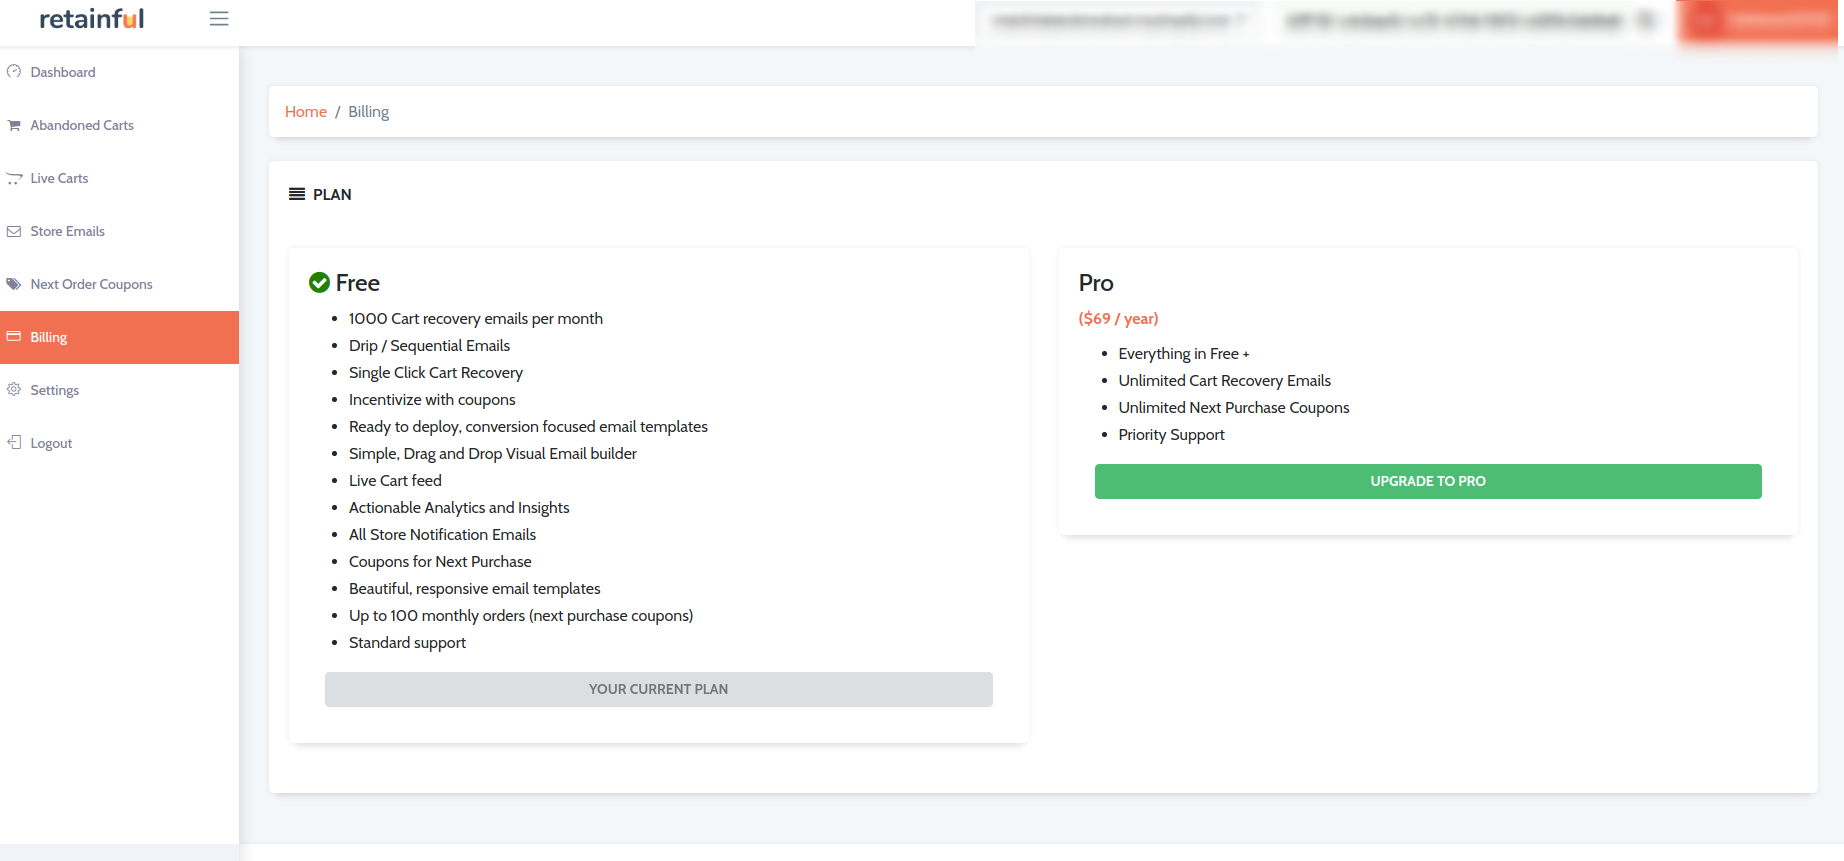 retainful
Dashboard
Abandoned Carts
Live Carts
Store Emails
Next Order Coupons
Billing
Settings
Logout
Home / Billing
PLAN
Free
1000 Cart recovery emails per month
Drip / Sequential Emails
Single Click Cart Recovery
Incentivize with coupons
Ready to deploy, conversion focused email templates
Simple, Drag and Drop Visual Email builder
Live Cart feed
Actionable Analytics and Insights
All Store Notification Emails
Coupons for Next Purchase
Beautiful, responsive email templates
Up to 100 monthly orders (next purchase coupons)
Standard support
YOUR CURRENT PLAN
Pro
($69 / year)
Everything in Free +
Unlimited Cart Recovery Emails
Unlimited Next Purchase Coupons
Priority Support
UPGRADE TO PRO